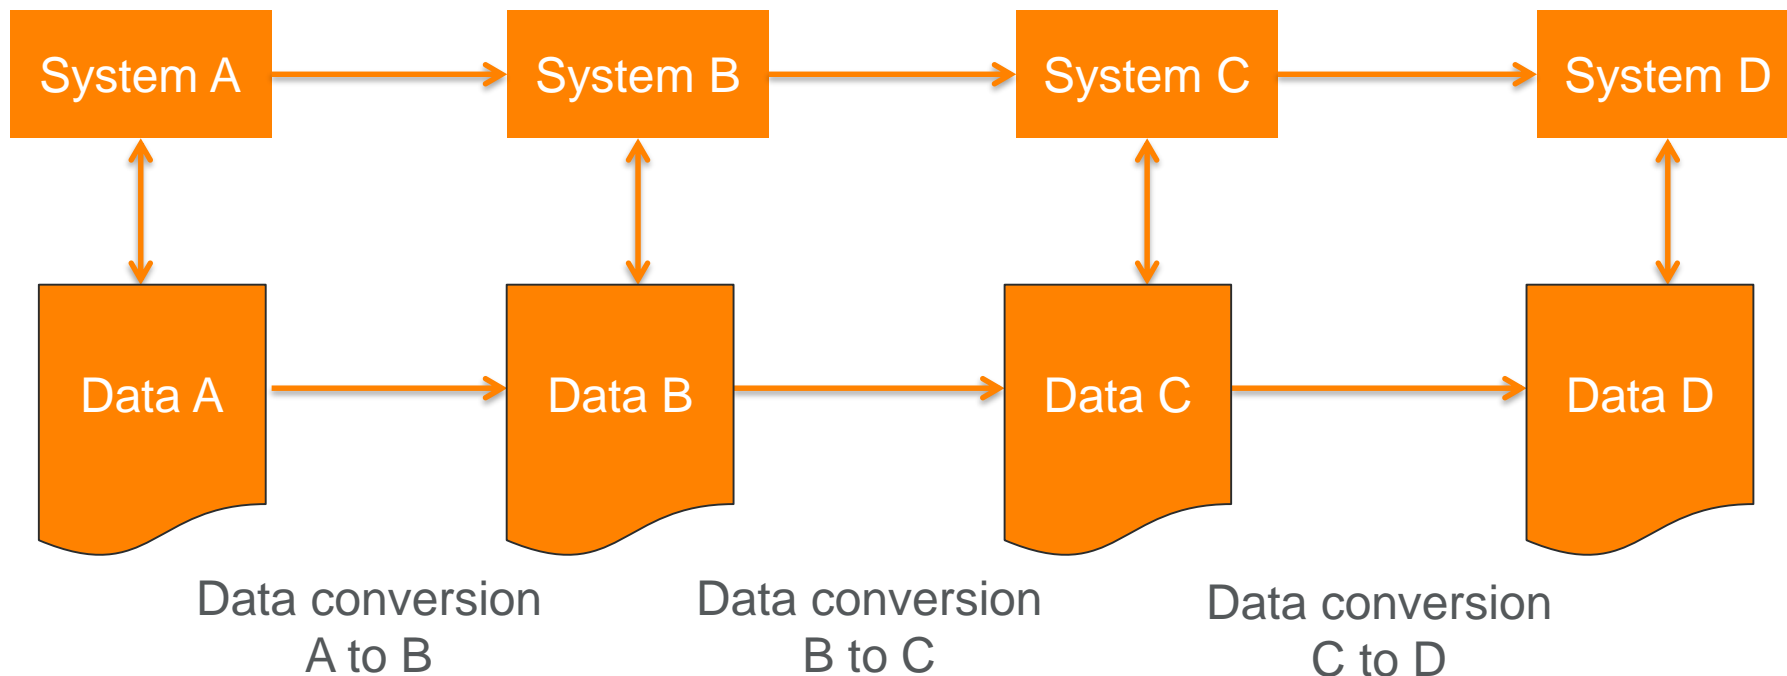 System A
System B
System C
System D
Data A
Data B
Data C
Data D
Data conversion
A to B
Data conversion
B to C
Data conversion
C to D